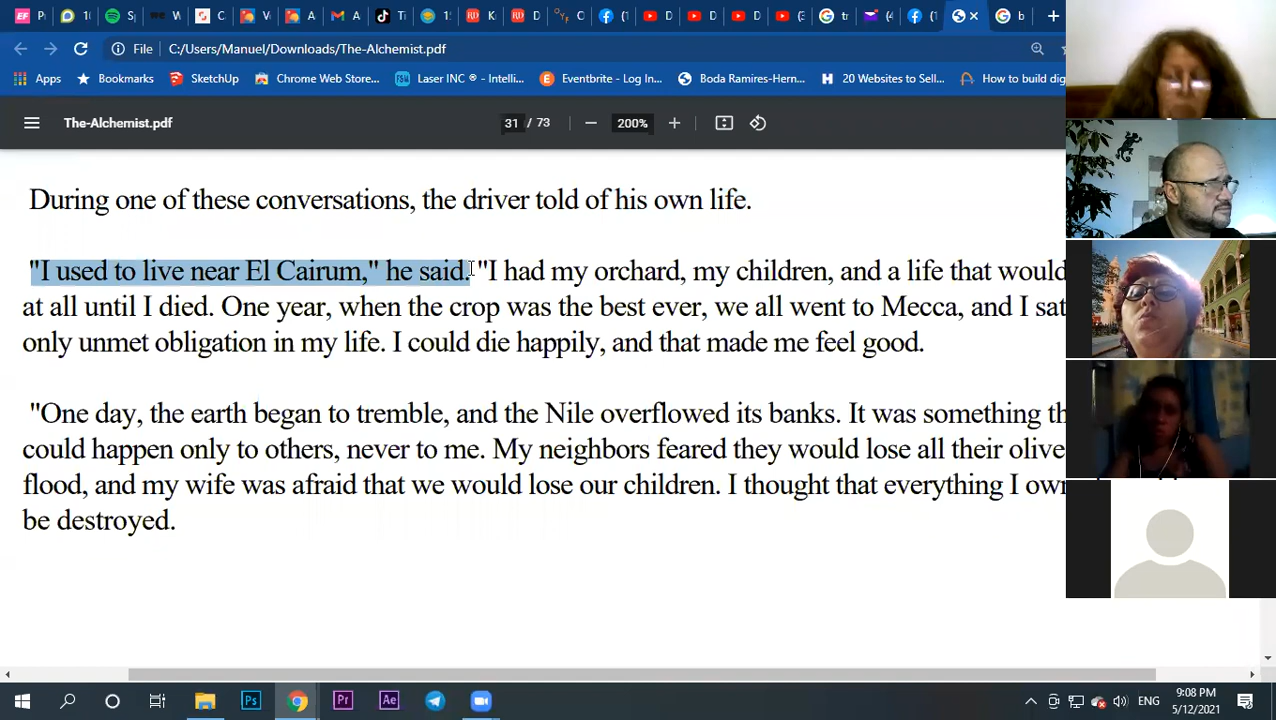 File C:/Users/Manuel/Downloads/The-Alchemist.pdf
Apps Bookmarks SketchUp Chrome Web Store... Laser INC ® - Intelli... Eventbrite - Log In... Boda Ramires-Hern... 20 Websites to Sell... How to build dig
The-Alchemist.pdf 31 / 73 200%
During one of these conversations, the driver told of his own life.
"I used to live near El Cairum," he said. "I had my orchard, my children, and a life that would
at all until I died. One year, when the crop was the best ever, we all went to Mecca, and I sat
only unmet obligation in my life. I could die happily, and that made me feel good.
"One day, the earth began to tremble, and the Nile overflowed its banks. It was something th
could happen only to others, never to me. My neighbors feared they would lose all their olive
flood, and my wife was afraid that we would lose our children. I thought that everything I own
be destroyed.
Ps Pr Ae ENG 9:08 PM
5/12/2021